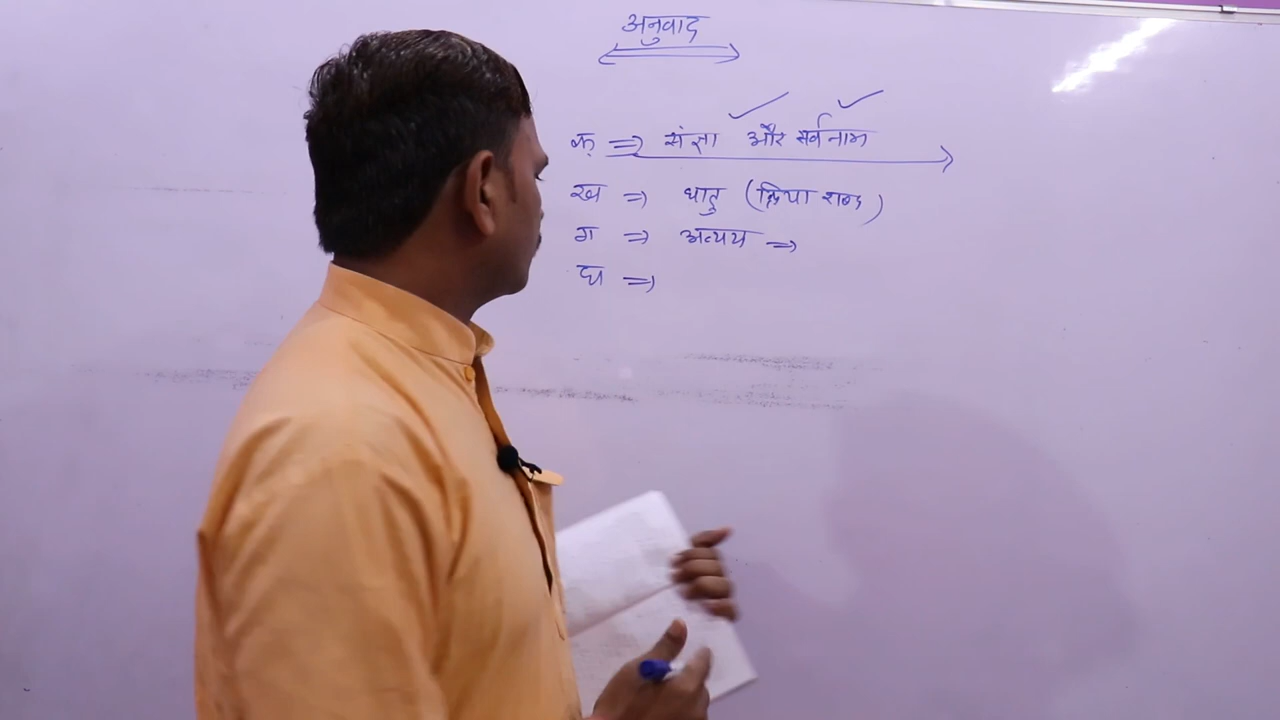 अनुवाद
क ⇒ संज्ञा और सर्वनाम
ख ⇒ धातु (क्रिया शब्द)
ग ⇒ अव्यय ⇒
घ ⇒